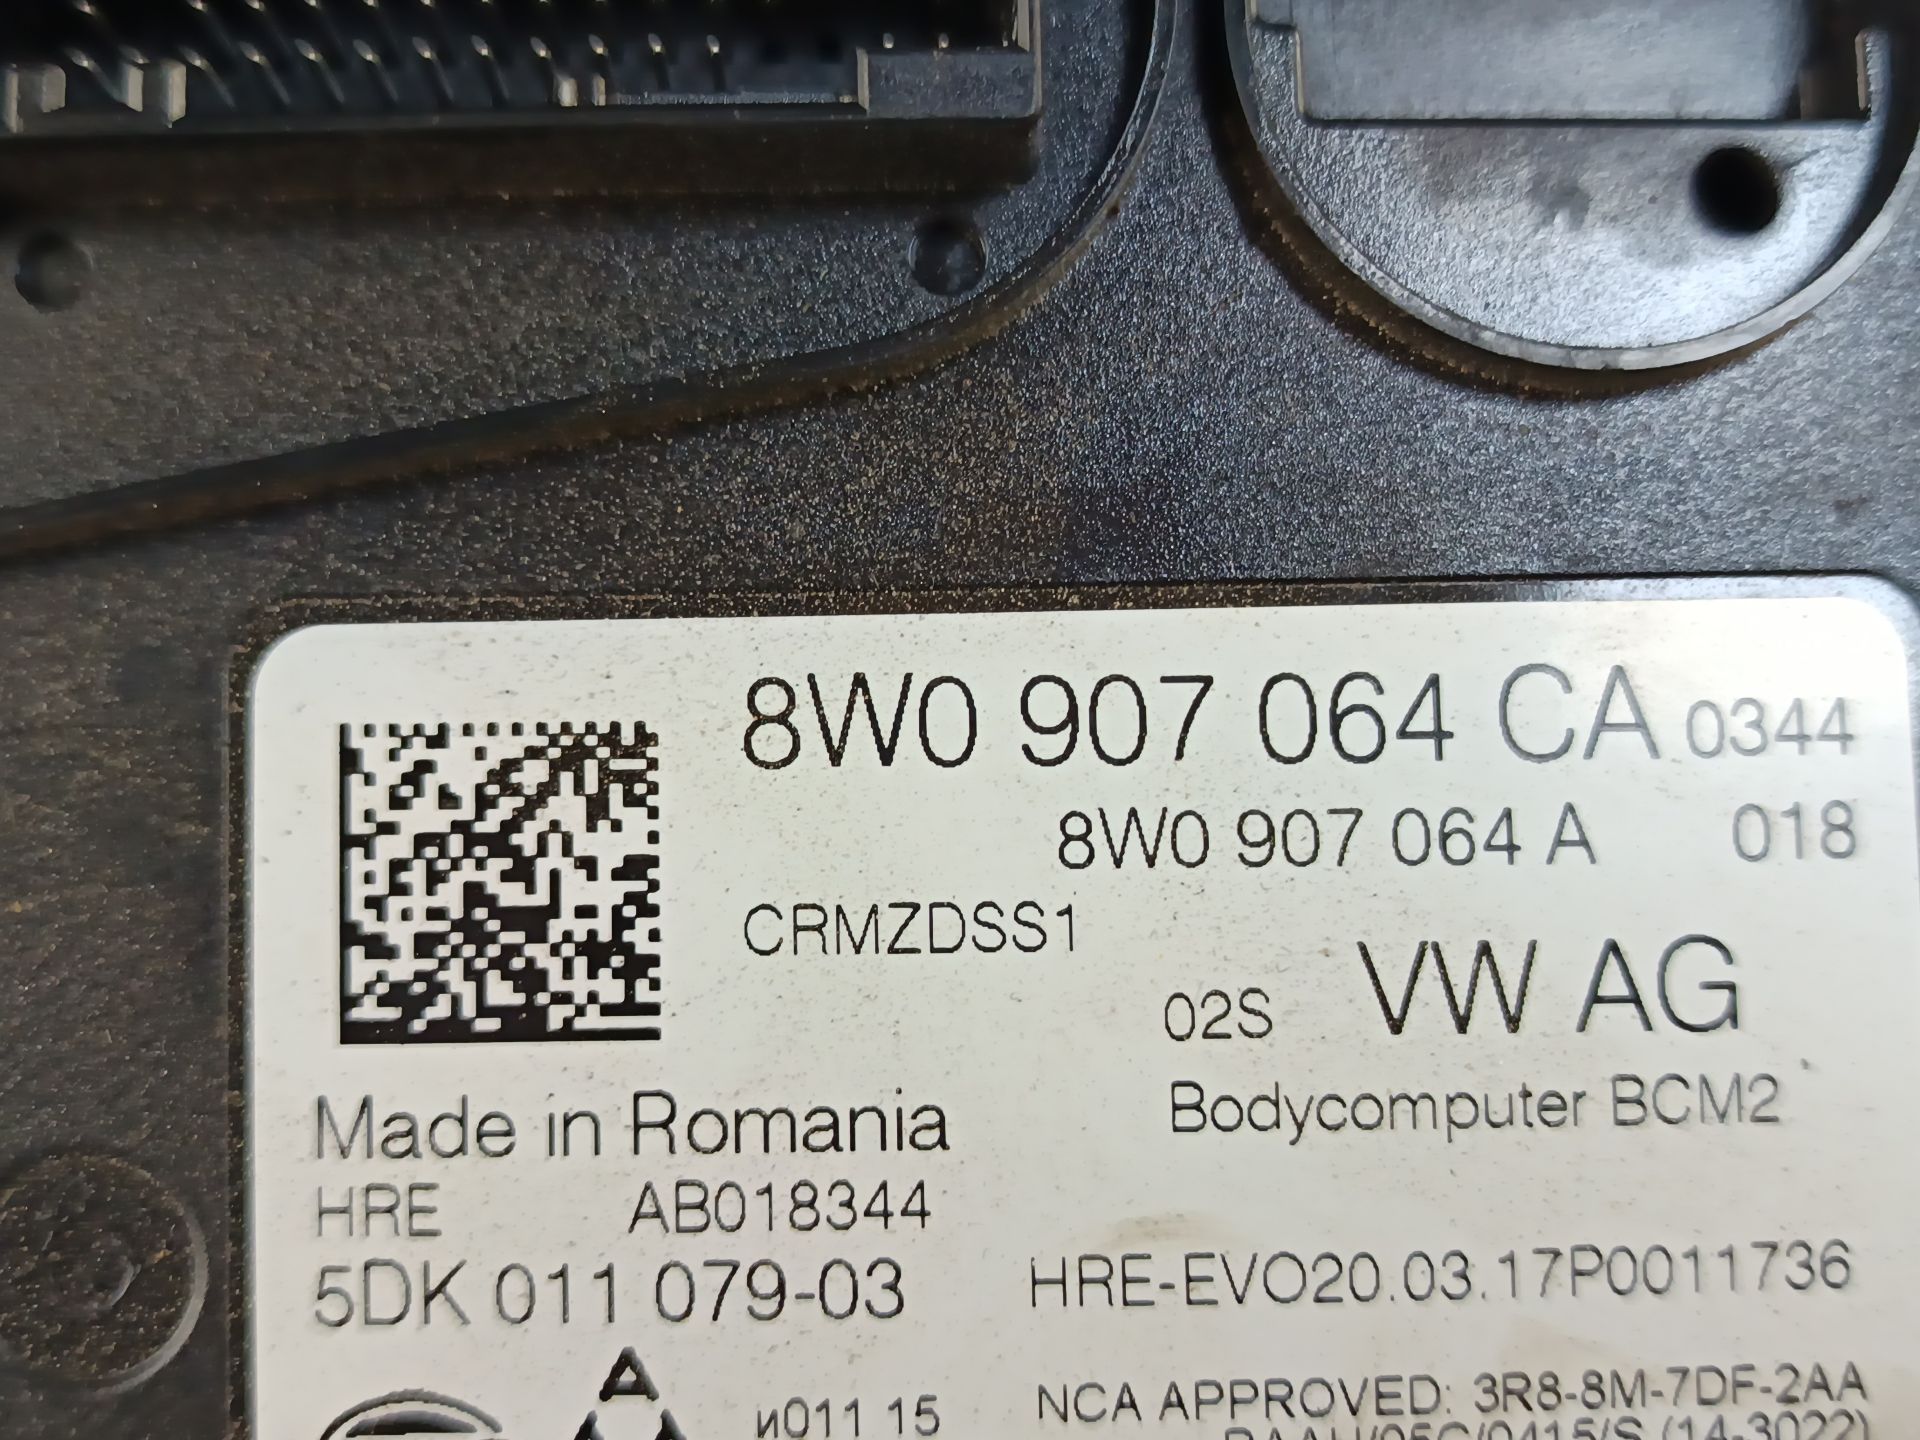 8W0 907 064 CA 0344
8W0 907 064 A 018
CRMZDSS1
02S VW AG
Made in Romania
Bodycomputer BCM2
HRE AB018344
5DK 011 079-03
HRE-EVO20.03.17P0011736
и011 15
NCA APPROVED: 3R8-8M-7DF-2AA